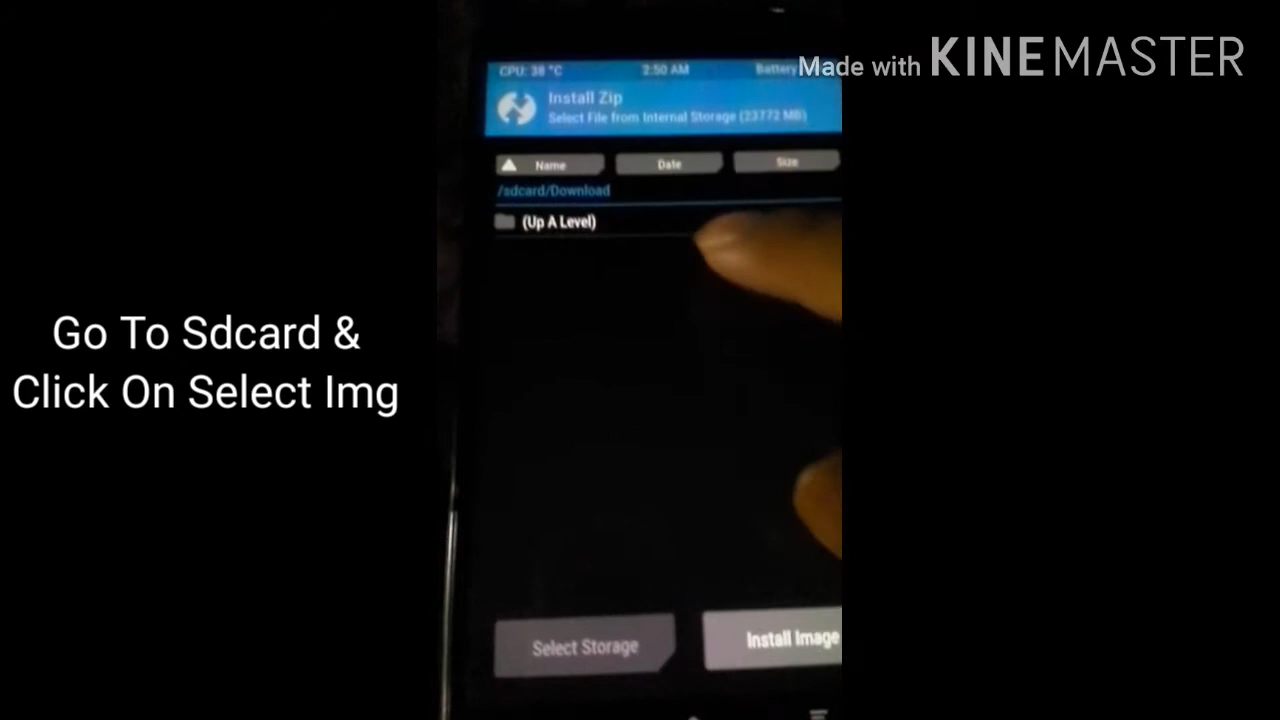 Made with KINEMASTER
CPU: 38 °C 2:50 AM Battery
Install Zip
Select File from Internal Storage (23772 MB)
Name Date Size
/sdcard/Download
(Up A Level)
Go To Sdcard &
Click On Select Img
Select Storage Install Image